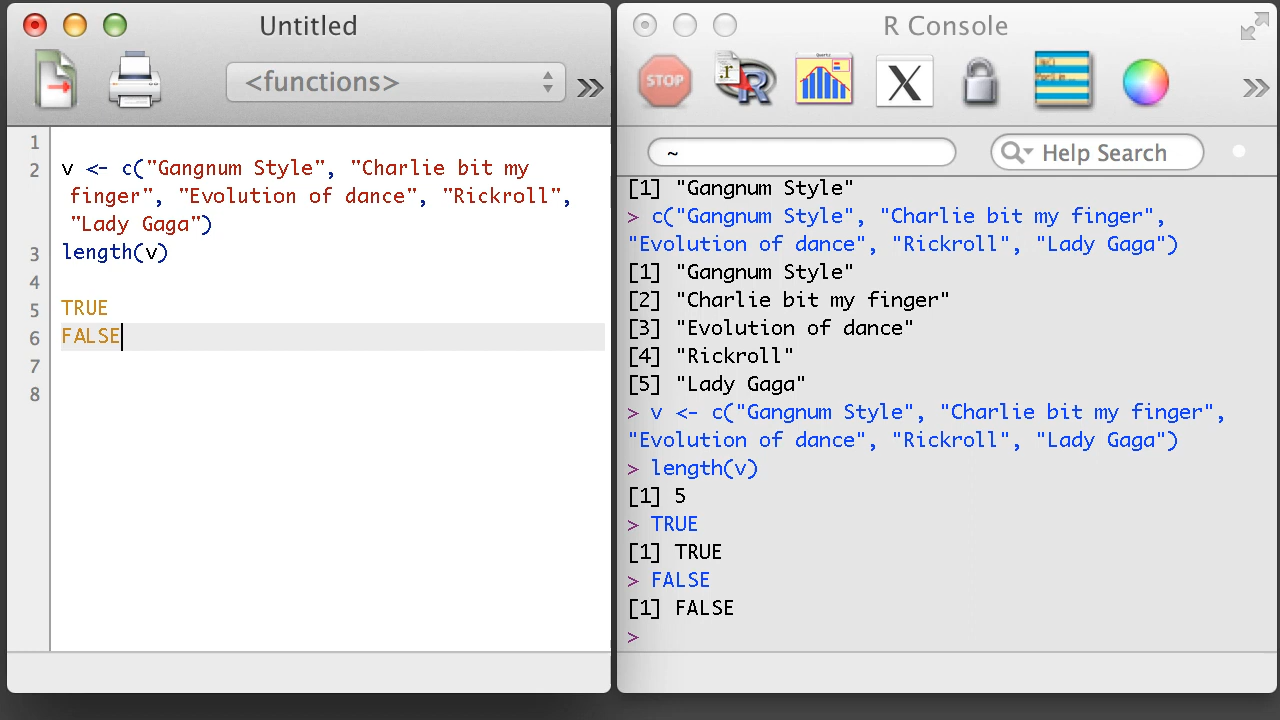 Untitled
<functions>
1
2 v <- c("Gangnum Style", "Charlie bit my
finger", "Evolution of dance", "Rickroll",
"Lady Gaga")
3 length(v)
4
5 TRUE
6 FALSE
7
8
R Console
STOP
R
X
~
Help Search
[1] "Gangnum Style"
> c("Gangnum Style", "Charlie bit my finger",
"Evolution of dance", "Rickroll", "Lady Gaga")
[1] "Gangnum Style"
[2] "Charlie bit my finger"
[3] "Evolution of dance"
[4] "Rickroll"
[5] "Lady Gaga"
> v <- c("Gangnum Style", "Charlie bit my finger",
"Evolution of dance", "Rickroll", "Lady Gaga")
> length(v)
[1] 5
> TRUE
[1] TRUE
> FALSE
[1] FALSE
>